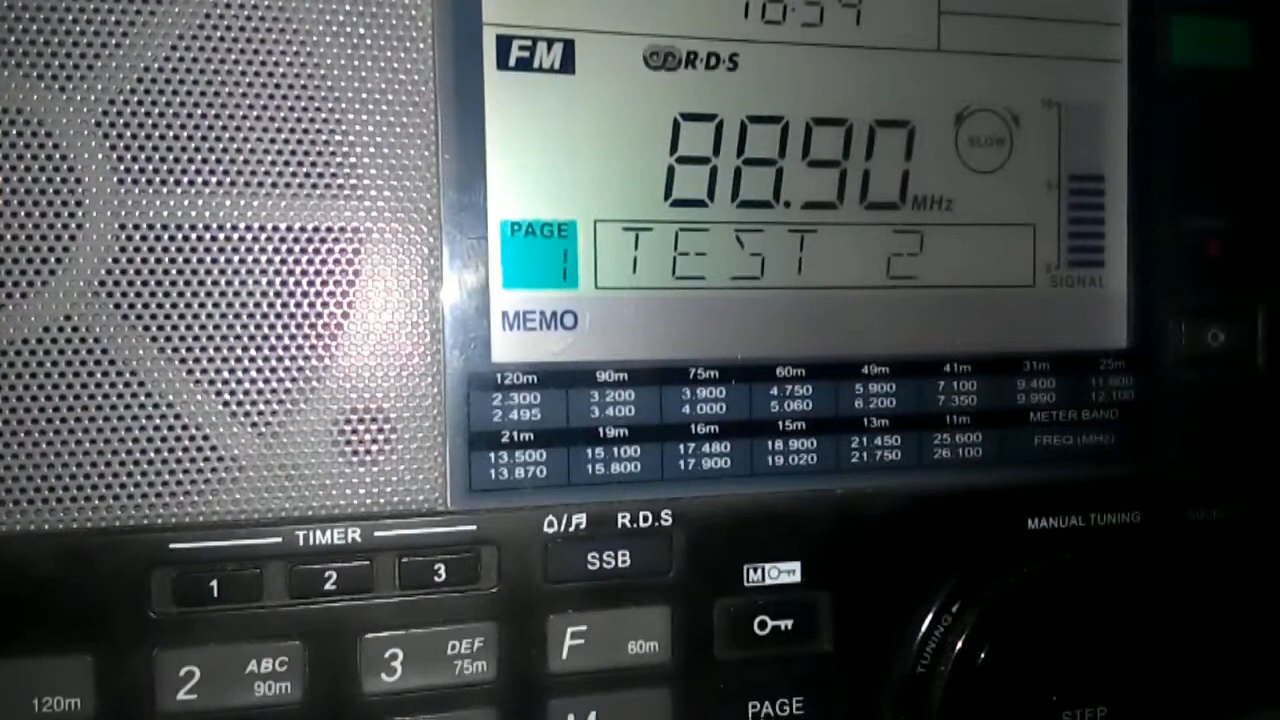 18:59
FM R·D·S
88.90 MHz
SLOW
10
PAGE 1
TEST 2
SIGNAL
MEMO
120m 90m 75m 60m 49m 41m 31m 25m
2.300 3.200 3.900 4.750 5.900 7.100 9.400 11.600
2.495 3.400 4.000 5.060 6.200 7.350 9.990 12.100
METER BAND
21m 19m 16m 15m 13m 11m
13.500 15.100 17.480 18.900 21.450 25.600
13.870 15.800 17.900 19.020 21.750 26.100
FREQ (MHz)
TIMER
R.D.S
MANUAL TUNING
1 2 3
SSB
M
2 ABC 90m
3 DEF 75m
F 60m
TUNING
120m
PAGE
STEP